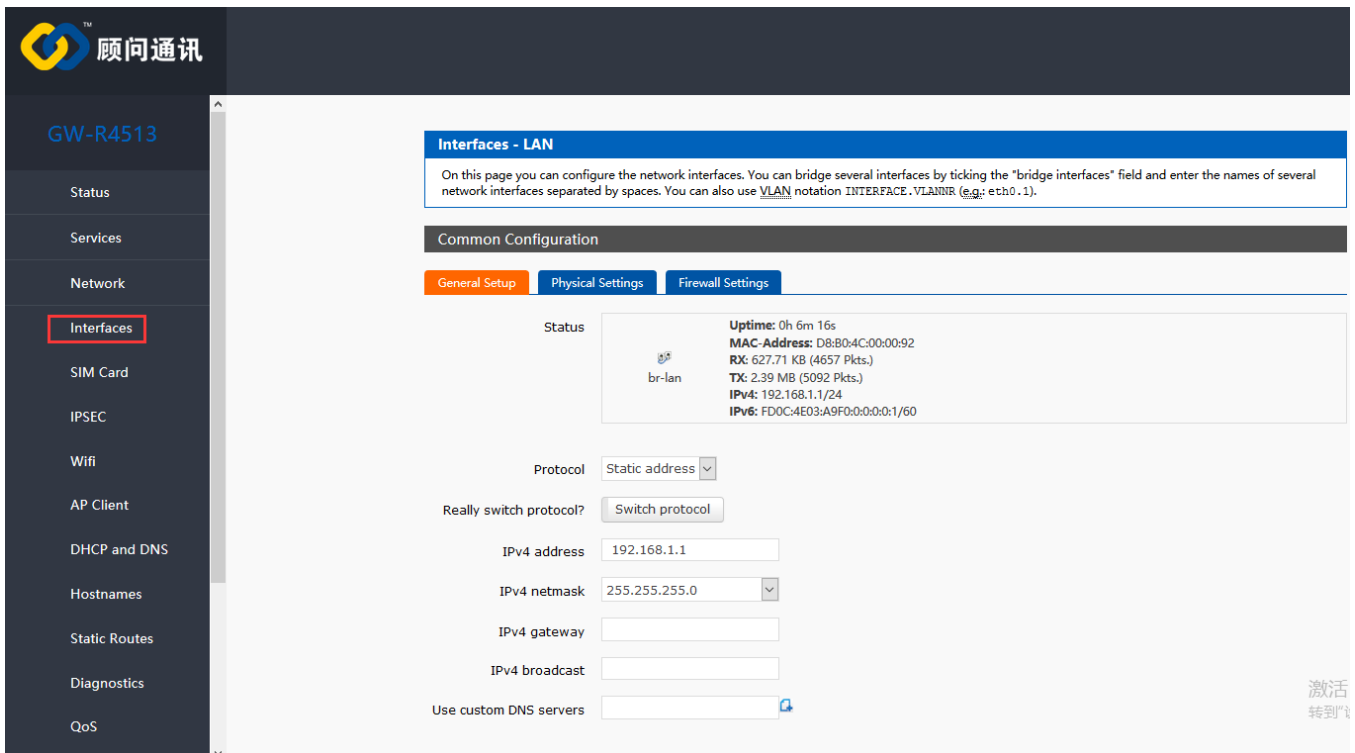 TM
顾问通讯
GW-R4513
Status
Services
Network
Interfaces
SIM Card
IPSEC
Wifi
AP Client
DHCP and DNS
Hostnames
Static Routes
Diagnostics
QoS
Interfaces - LAN
On this page you can configure the network interfaces. You can bridge several interfaces by ticking the "bridge interfaces" field and enter the names of several
network interfaces separated by spaces. You can also use VLAN notation INTERFACE.VLANNR (e.g.: eth0.1).
Common Configuration
General Setup Physical Settings Firewall Settings
Status
br-lan
Uptime: 0h 6m 16s
MAC-Address: D8:B0:4C:00:00:92
RX: 627.71 KB (4657 Pkts.)
TX: 2.39 MB (5092 Pkts.)
IPv4: 192.168.1.1/24
IPv6: FD0C:4E03:A9F0:0:0:0:0:1/60
Protocol Static address
Really switch protocol? Switch protocol
IPv4 address 192.168.1.1
IPv4 netmask 255.255.255.0
IPv4 gateway
IPv4 broadcast
Use custom DNS servers
激活
转到"